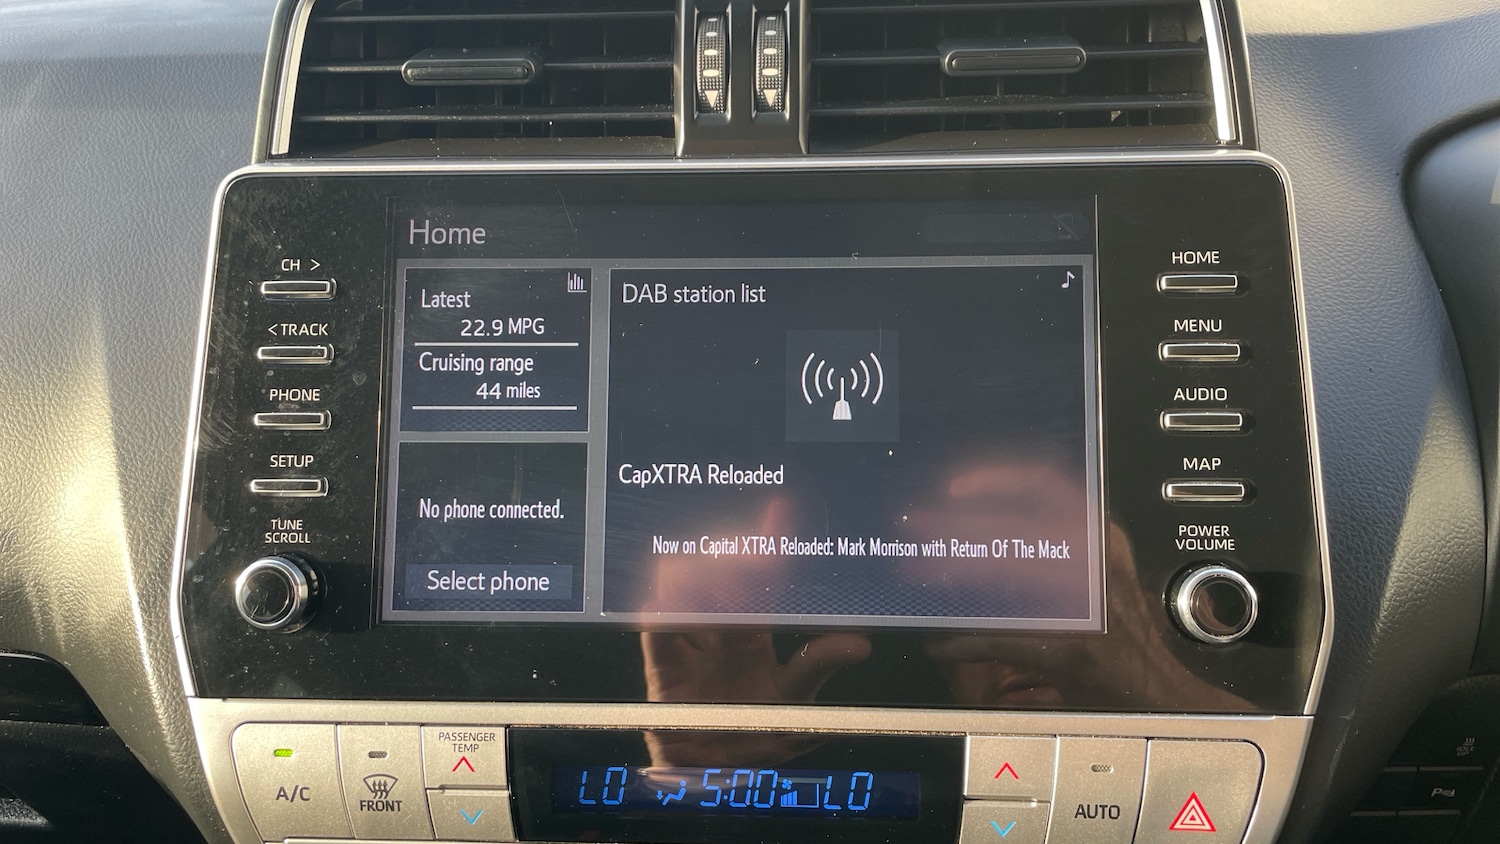 Home
CH >
< TRACK
PHONE
SETUP
TUNE
SCROLL
Latest
22.9 MPG
Cruising range
44 miles
No phone connected.
Select phone
DAB station list
CapXTRA Reloaded
Now on Capital XTRA Reloaded: Mark Morrison with Return Of The Mack
HOME
MENU
AUDIO
MAP
POWER
VOLUME
A/C
FRONT
PASSENGER
TEMP
LO 5:00 LO
AUTO